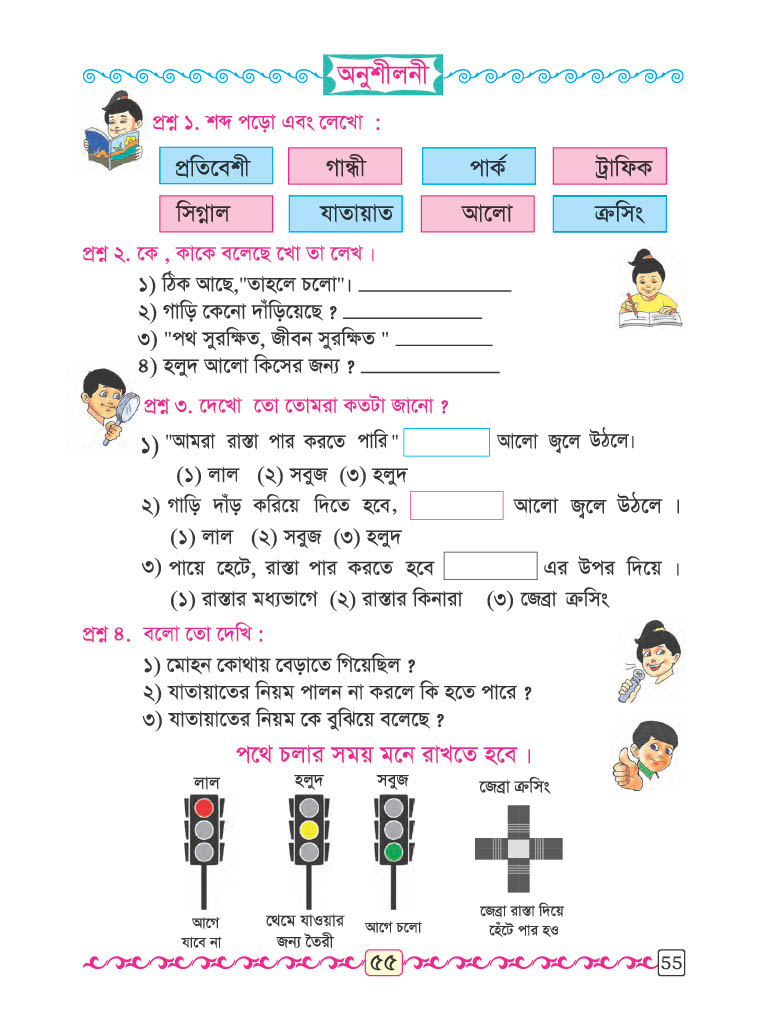 অনুশীলনী
প্রশ্ন ১. শব্দ পড়ো এবং লেখো :
প্রতিবেশী গান্ধী পার্ক ট্রাফিক
সিগ্নাল যাতায়াত আলো ক্রসিং
প্রশ্ন ২. কে , কাকে বলেছে খো তা লেখ ।
১) ঠিক আছে,"তাহলে চলো"। ____________
২) গাড়ি কেনো দাঁড়িয়েছে ? ____________
৩) "পথ সুরক্ষিত, জীবন সুরক্ষিত " ____________
৪) হলুদ আলো কিসের জন্য ? ____________
প্রশ্ন ৩. দেখো তো তোমরা কতটা জানো ?
১) "আমরা রাস্তা পার করতে পারি" আলো জ্বলে উঠলে।
(১) লাল (২) সবুজ (৩) হলুদ
২) গাড়ি দাঁড় করিয়ে দিতে হবে, আলো জ্বলে উঠলে ।
(১) লাল (২) সবুজ (৩) হলুদ
৩) পায়ে হেটে, রাস্তা পার করতে হবে এর উপর দিয়ে ।
(১) রাস্তার মধ্যভাগে (২) রাস্তার কিনারা (৩) জেব্রা ক্রসিং
প্রশ্ন ৪. বলো তো দেখি :
১) মোহন কোথায় বেড়াতে গিয়েছিল ?
২) যাতায়াতের নিয়ম পালন না করলে কি হতে পারে ?
৩) যাতায়াতের নিয়ম কে বুঝিয়ে বলেছে ?
পথে চলার সময় মনে রাখতে হবে ।
লাল হলুদ সবুজ জেব্রা ক্রসিং
আগে
যাবে না
থেমে যাওয়ার
জন্য তৈরী
আগে চলো
জেব্রা রাস্তা দিয়ে
হেঁটে পার হও
৫৫
55